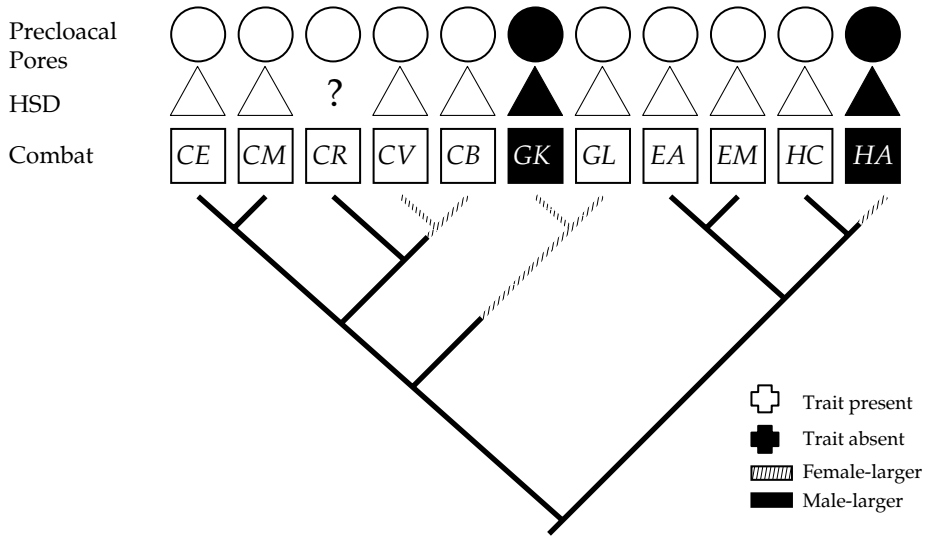 Precloacal
Pores
HSD
?
Combat
CE CM CR CV CB GK GL EA EM HC HA
Trait present
Trait absent
Female-larger
Male-larger